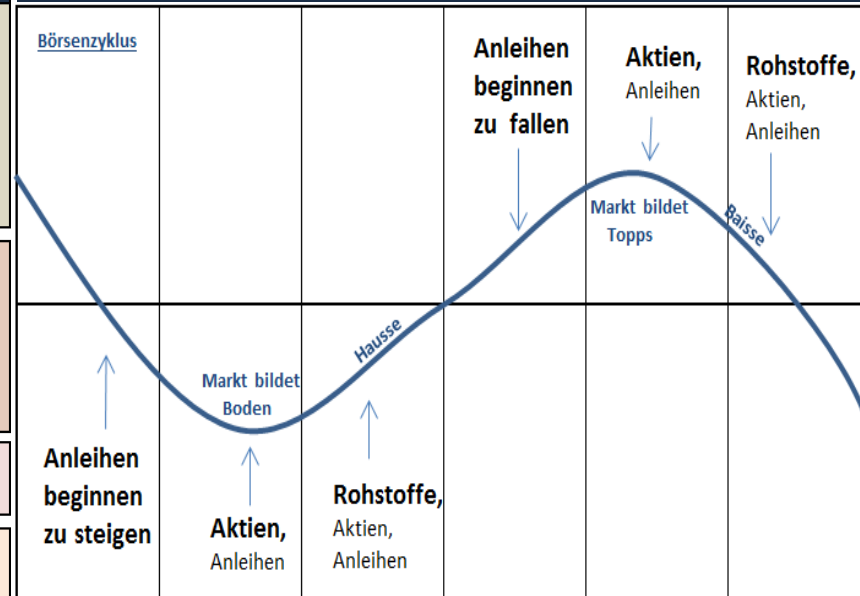 Börsenzyklus
Anleihen
beginnen
zu fallen
Aktien,
Anleihen
Rohstoffe,
Aktien,
Anleihen
Markt bildet
Topps
Baisse
Hausse
Markt bildet
Boden
Anleihen
beginnen
zu steigen
Aktien,
Anleihen
Rohstoffe,
Aktien,
Anleihen